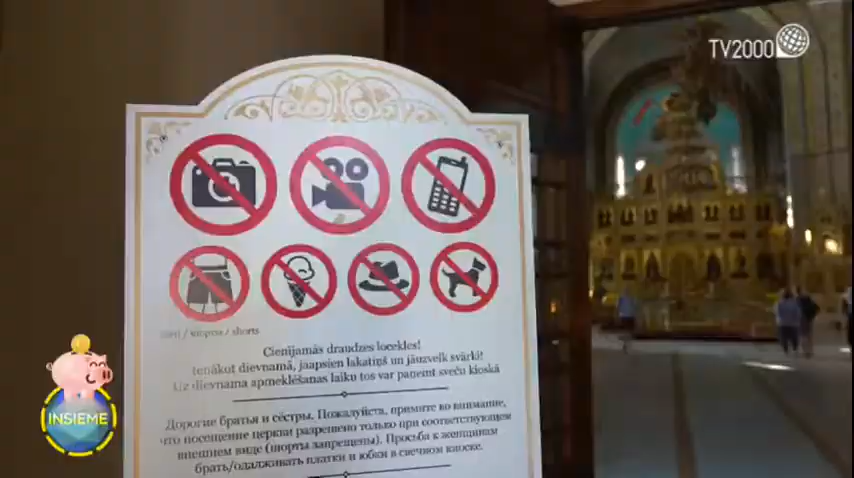 TV2000
šorti / шорты / shorts
Cienījamās draudzes locekles!
Ienākot dievnamā, jāapsien lakatiņš un jāuzvelk svārki!
Uz dievnama apmeklēšanas laiku tos var paņemt sveču kioskā
Дорогие братья и сёстры. Пожалуйста, примите во внимание,
что посещение церкви разрешено только при соответствующем
внешнем виде (шорты запрещены). Просьба к женщинам
брать/одалживать платки и юбки в свечном киоске.
INSIEME